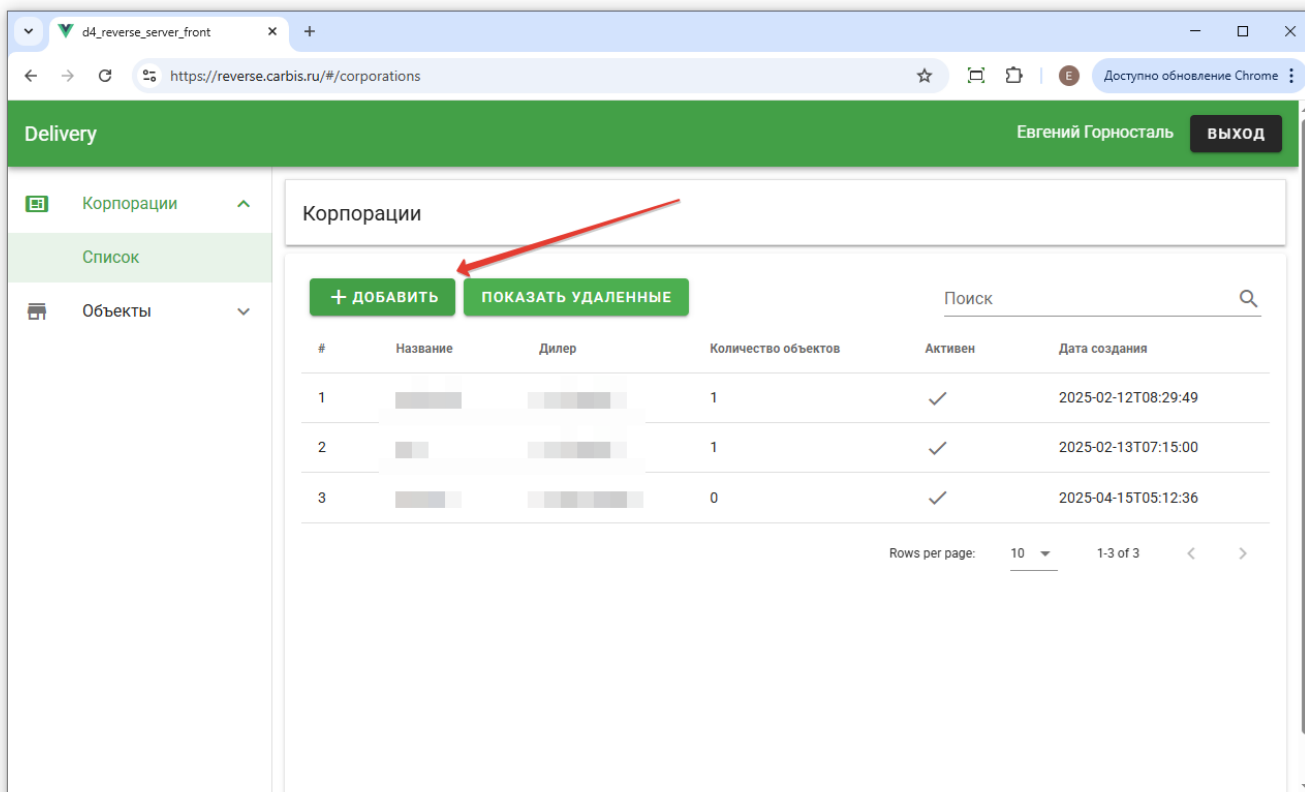 d4_reverse_server_front
https://reverse.carbis.ru/#/corporations
E
Доступно обновление Chrome
Delivery
Евгений Горносталь
ВЫХОД
Корпорации
Список
Объекты
Корпорации
+ ДОБАВИТЬ
ПОКАЗАТЬ УДАЛЕННЫЕ
Поиск
# Название Дилер Количество объектов Активен Дата создания
1 1 2025-02-12T08:29:49
2 1 2025-02-13T07:15:00
3 0 2025-04-15T05:12:36
Rows per page: 10 1-3 of 3